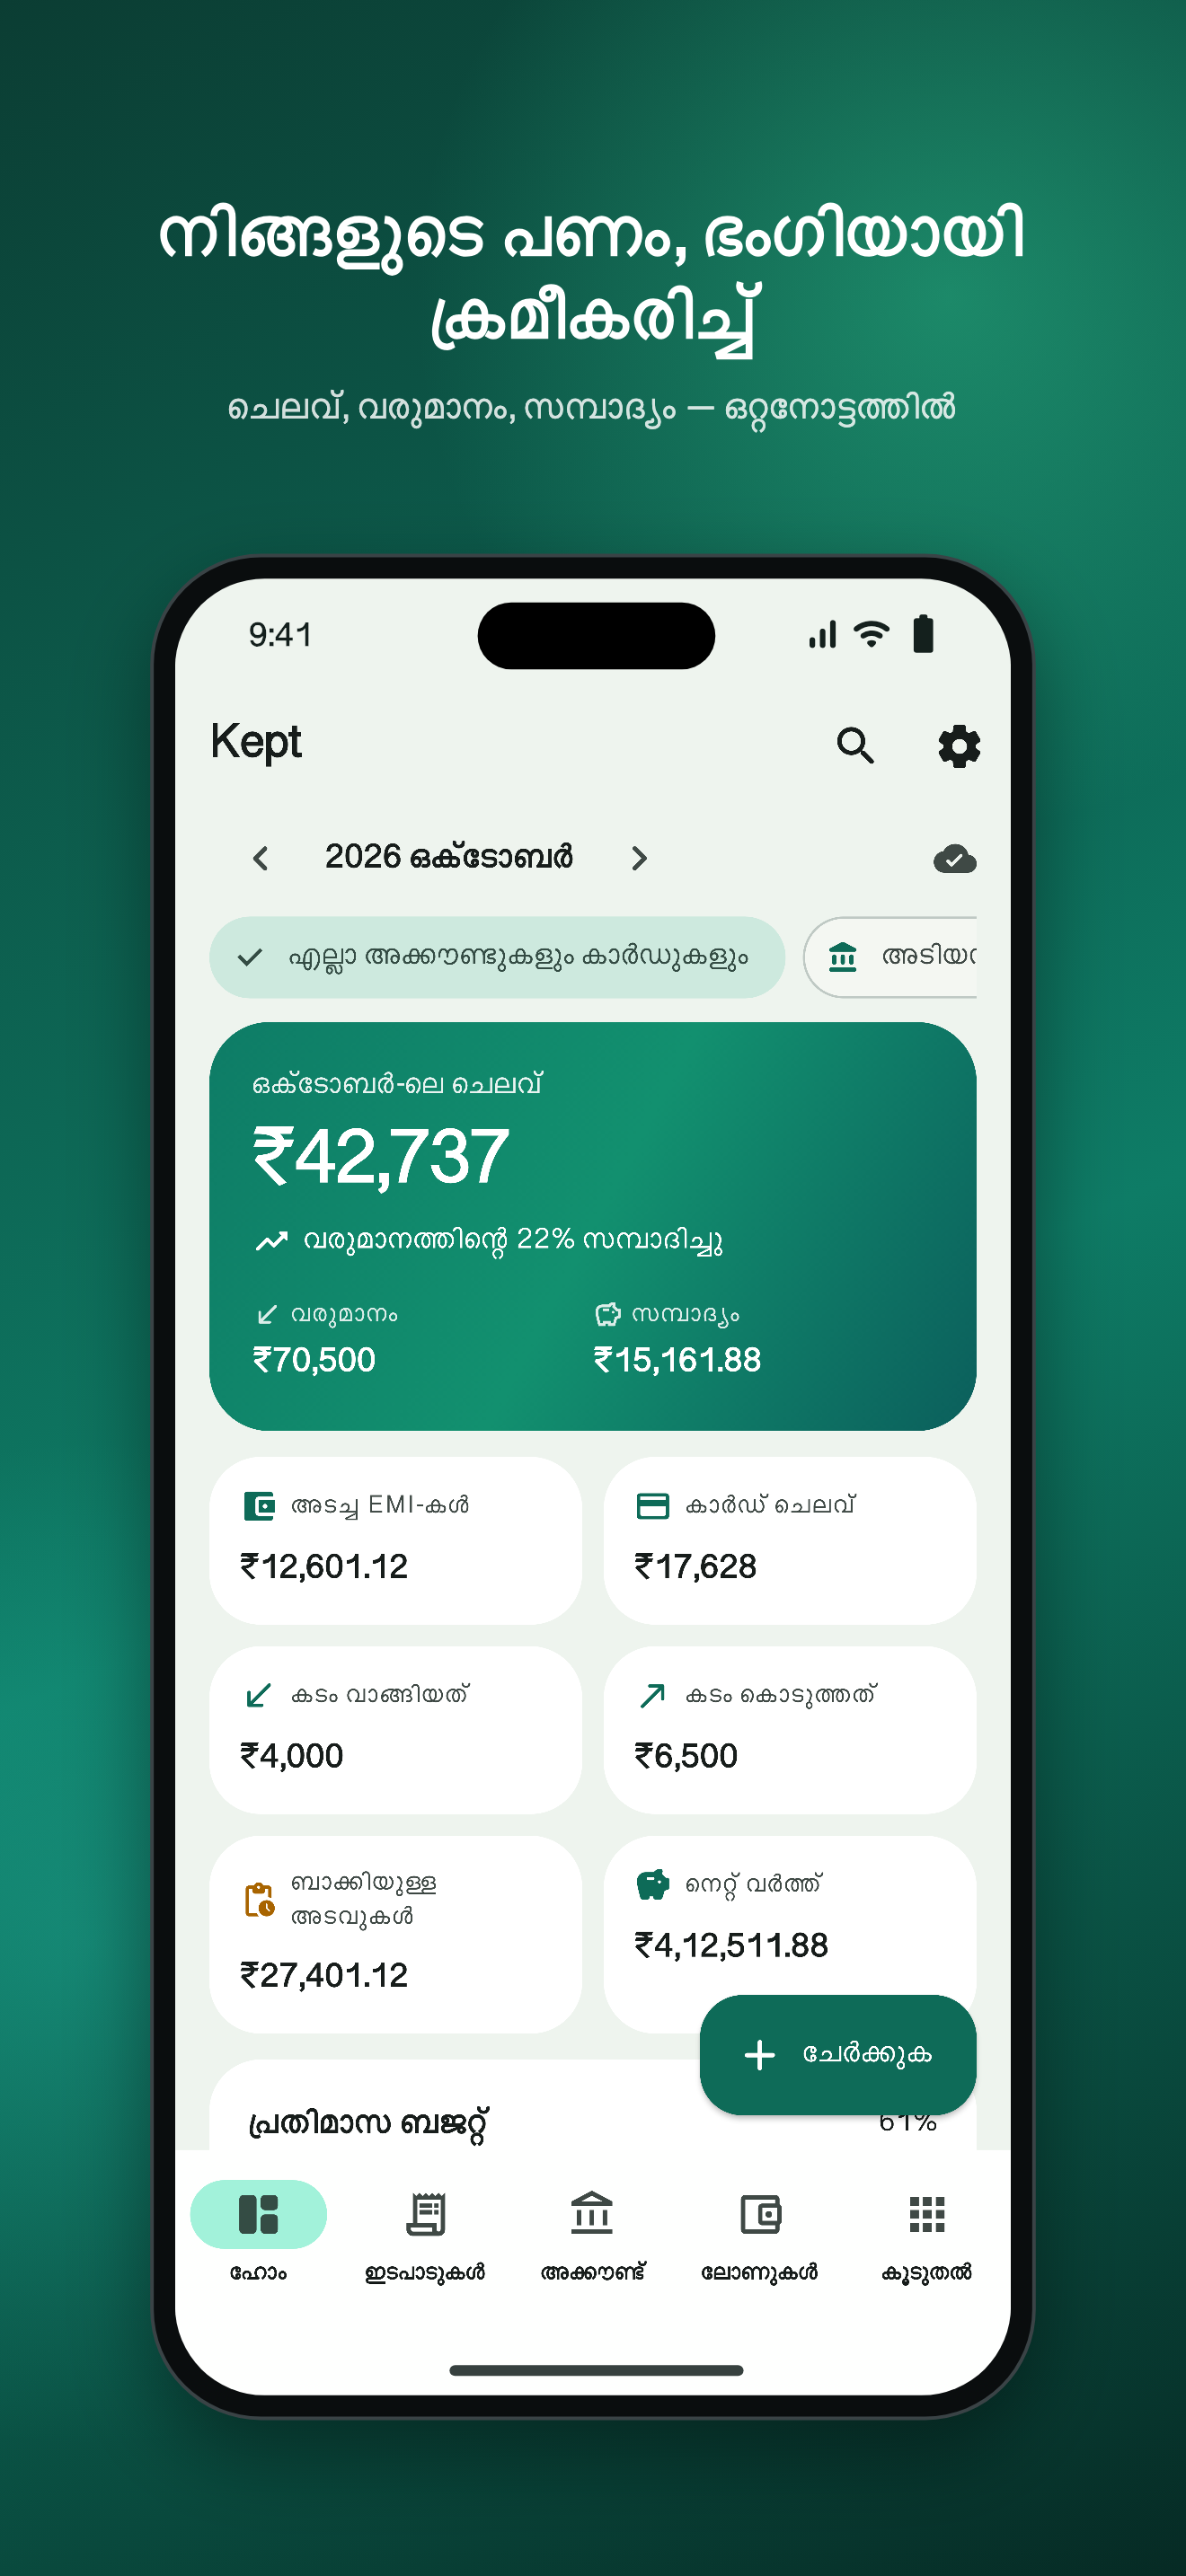 നിങ്ങളുടെ പണം, ഭംഗിയായി
ക്രമീകരിച്ച്
ചെലവ്, വരുമാനം, സമ്പാദ്യം — ഒറ്റനോട്ടത്തിൽ
9:41
Kept
2026 ഒക്ടോബർ
എല്ലാ അക്കൗണ്ടുകളും കാർഡുകളും
ഒക്ടോബർ-ലെ ചെലവ്
₹42,737
വരുമാനത്തിന്റെ 22% സമ്പാദിച്ചു
വരുമാനം
സമ്പാദ്യം
₹70,500
₹15,161.88
അടച്ച EMI-കൾ
കാർഡ് ചെലവ്
₹12,601.12
₹17,628
കടം വാങ്ങിയത്
കടം കൊടുത്തത്
₹4,000
₹6,500
ബാക്കിയുള്ള
അടവുകൾ
നെറ്റ് വർത്ത്
₹27,401.12
₹4,12,511.88
ചേർക്കുക
പ്രതിമാസ ബജറ്റ്
61%
ഹോം
ഇടപാടുകൾ
അക്കൗണ്ട്
ലോണുകൾ
കൂടുതൽ